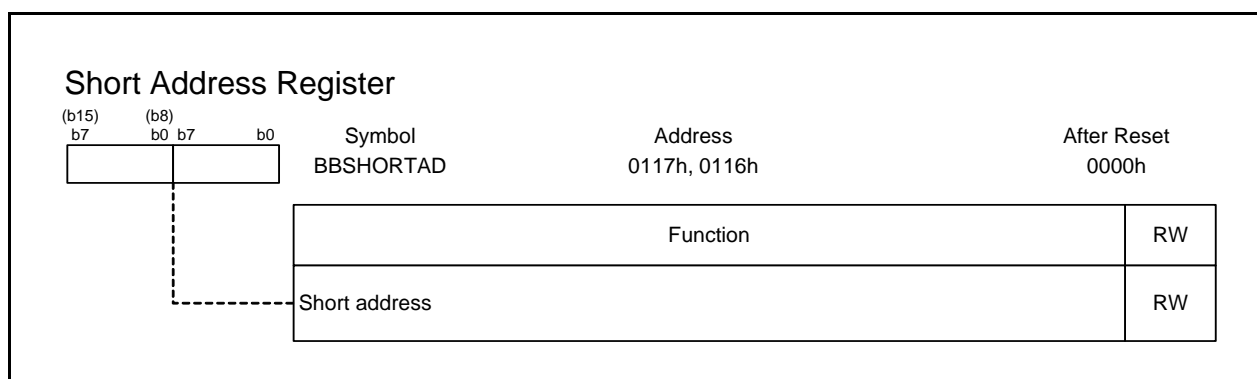 Short Address Register
(b15) (b8)
b7 b0 b7 b0 Symbol Address After Reset
BBSHORTAD 0117h, 0116h 0000h
Function RW
Short address RW